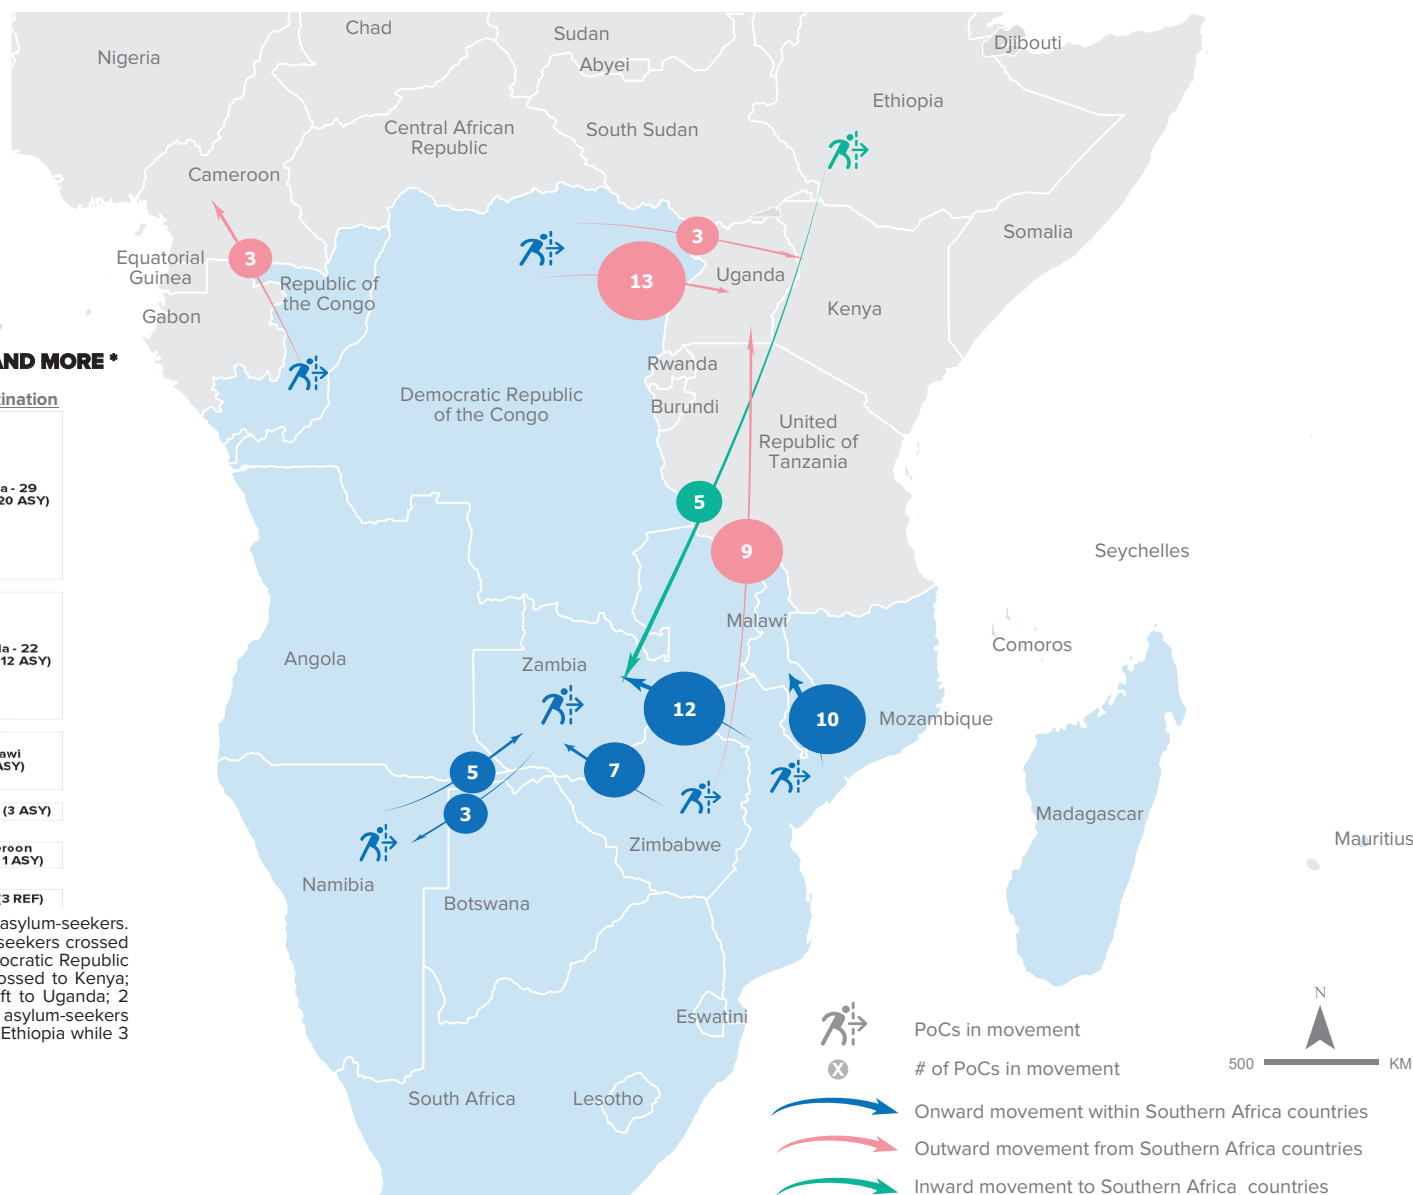 Chad
Sudan
Djibouti
Nigeria
Abyei
Ethiopia
Central African
Republic
South Sudan
Cameroon
Somalia
3
3
Equatorial
Guinea
Republic of
the Congo
13
Uganda
Kenya
Gabon
AND MORE *
Rwanda
Democratic Republic
of the Congo
Burundi
United
Republic of
Tanzania
a - 29
20 ASY)
5
9
Seychelles
Malawi
Comoros
la - 22
12 ASY)
Angola
Zambia
12
10
Mozambique
awi
ASY)
5
7
3
(3 ASY)
Madagascar
Mauritius
Zimbabwe
eroon
1 ASY)
Namibia
Botswana
(3 REF)
asylum-seekers.
seekers crossed
ocratic Republic
ossed to Kenya;
ft to Uganda; 2
asylum-seekers
Ethiopia while 3
Eswatini
South Africa
Lesotho
PoCs in movement
X
# of PoCs in movement
Onward movement within Southern Africa countries
Outward movement from Southern Africa countries
Inward movement to Southern Africa countries
N
500 KM
tination